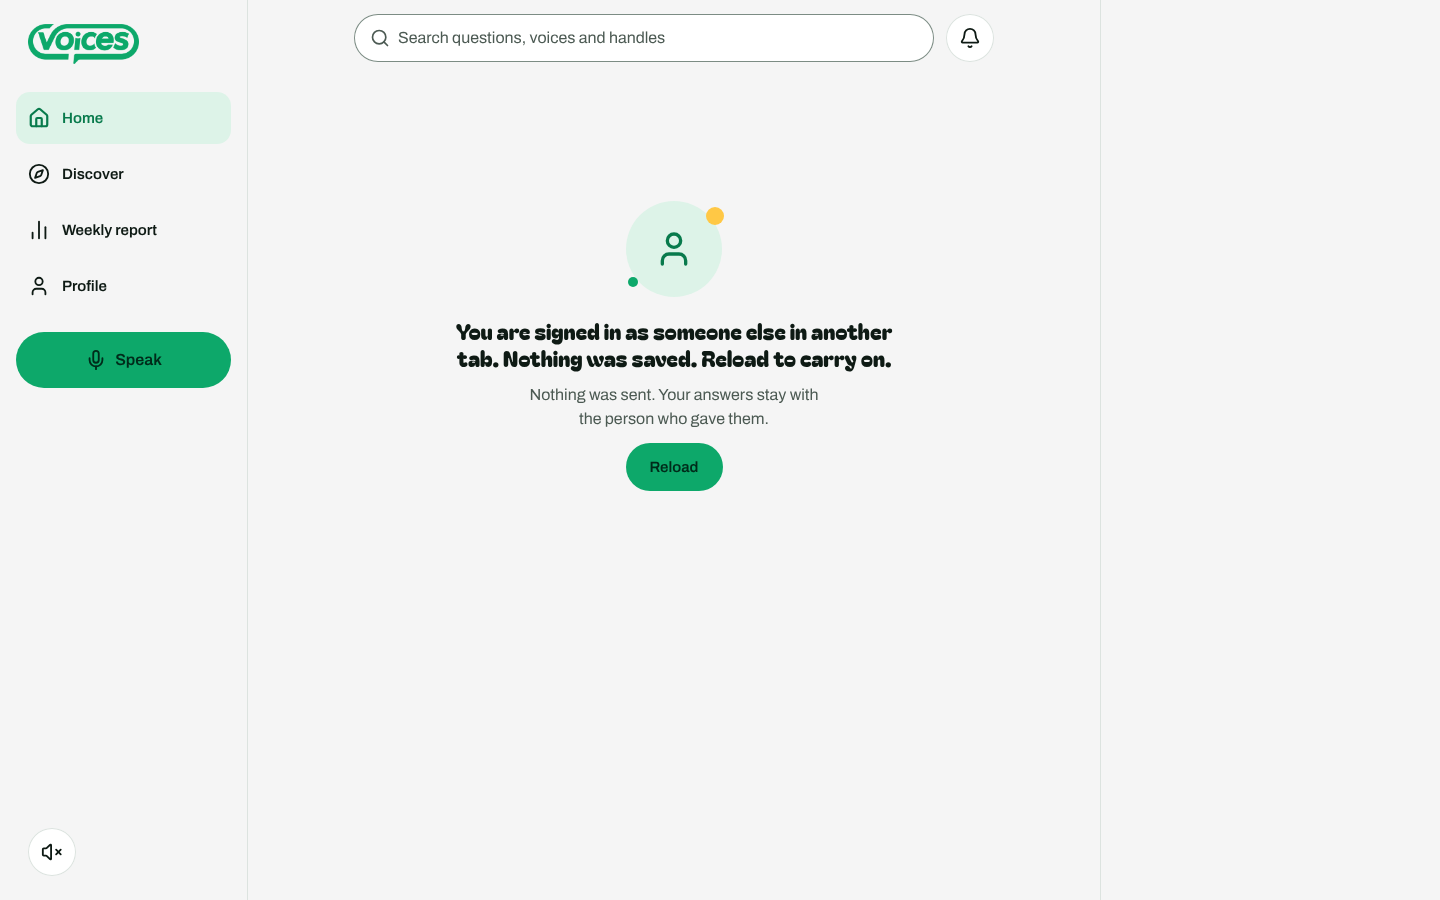 Voices
Search questions, voices and handles
Home
Discover
Weekly report
Profile
Speak
You are signed in as someone else in another
tab. Nothing was saved. Reload to carry on.
Nothing was sent. Your answers stay with
the person who gave them.
Reload